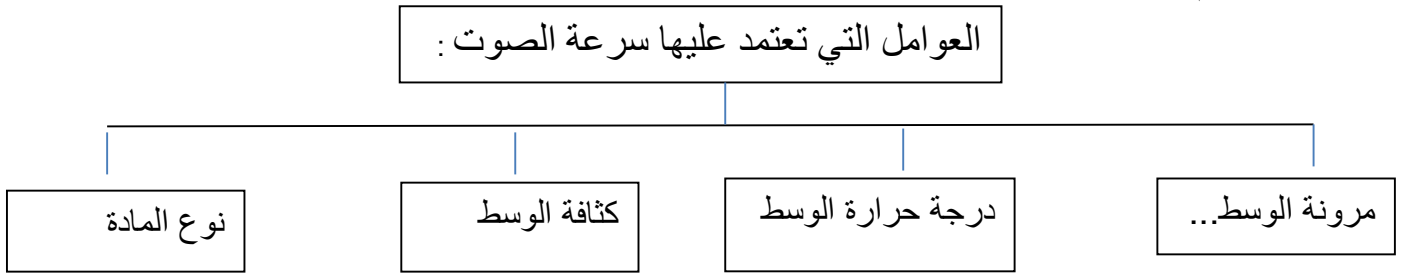 العوامل التي تعتمد عليها سرعة الصوت :
مرونة الوسط...
درجة حرارة الوسط
كثافة الوسط
نوع المادة